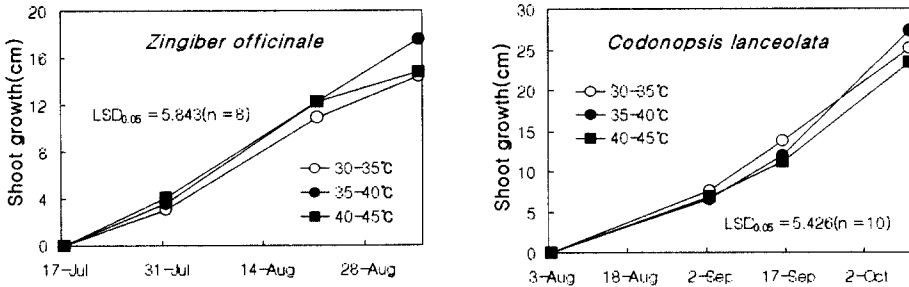 Zingiber officinale
Shoot growth(cm)
20
16
12
8
4
0
LSD0.05 = 5.843(n = 8)
30-35℃
35-40℃
40-45℃
17-Jul 31-Jul 14-Aug 28-Aug
Codonopsis lanceolata
Shoot growth(cm)
30
25
20
15
10
5
0
30-35℃
35-40℃
40-45℃
LSD0.05 = 5.426(n = 10)
3-Aug 18-Aug 2-Sep 17-Sep 2-Oct